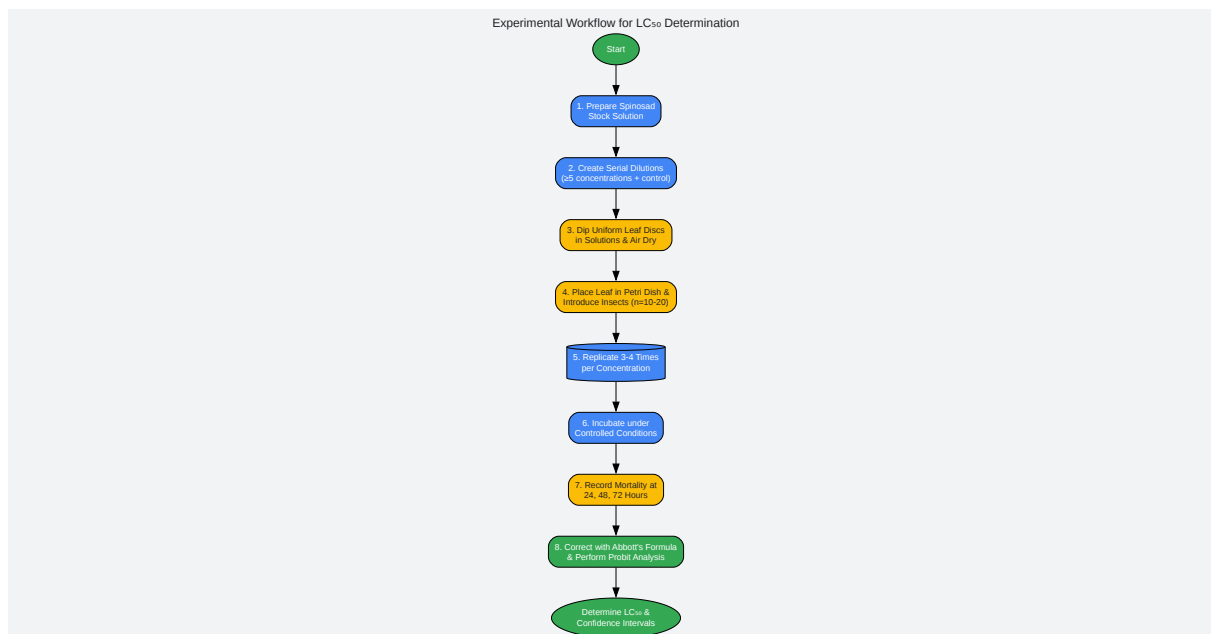 Experimental Workflow for LC₅₀ Determination
Start
1. Prepare Spinosad
Stock Solution
2. Create Serial Dilutions
(≥5 concentrations + control)
3. Dip Uniform Leaf Discs
in Solutions & Air Dry
4. Place Leaf in Petri Dish &
Introduce Insects (n=10-20)
5. Replicate 3-4 Times
per Concentration
6. Incubate under
Controlled Conditions
7. Record Mortality at
24, 48, 72 Hours
8. Correct with Abbott's Formula
& Perform Probit Analysis
Determine LC₅₀ &
Confidence Intervals